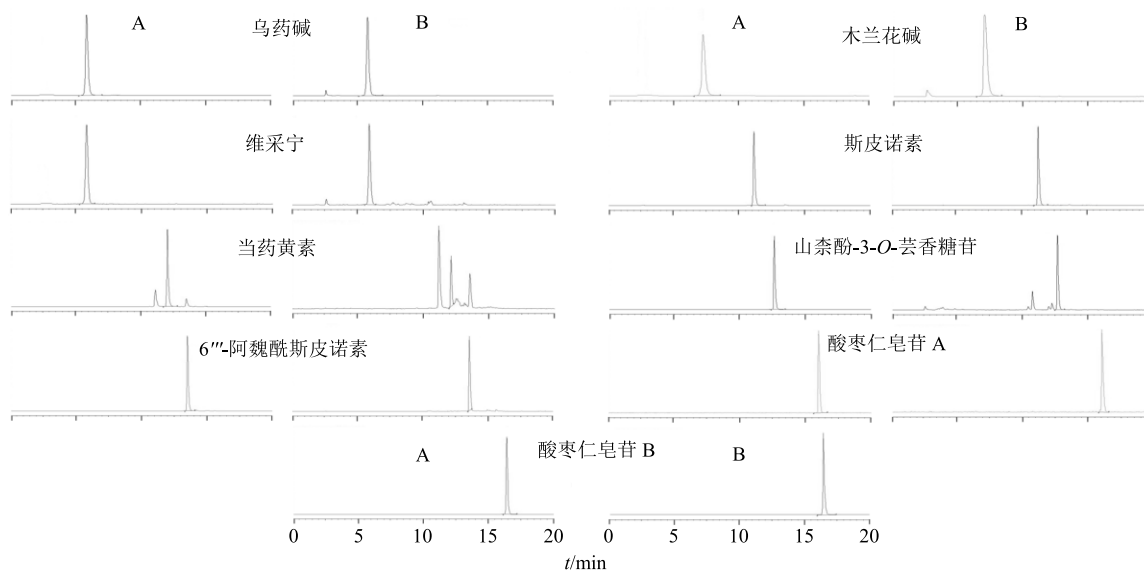 A 乌药碱 B A 木兰花碱 B
维采宁 斯皮诺素
当药黄素 山柰酚-3-O-芸香糖苷
6‴-阿魏酰斯皮诺素 酸枣仁皂苷 A
A 酸枣仁皂苷 B B
0 5 10 15 20 0 5 10 15 20
t/min